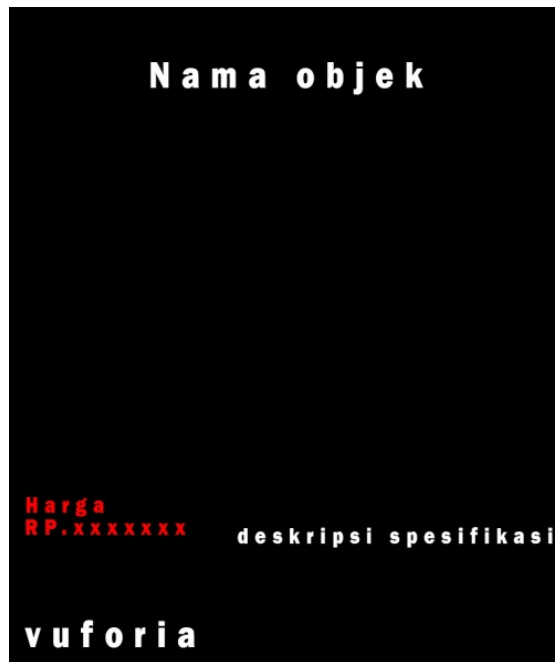 Nama objek
Harga
RP.xxxxxxx
deskripsi spesifikasi
vuforia